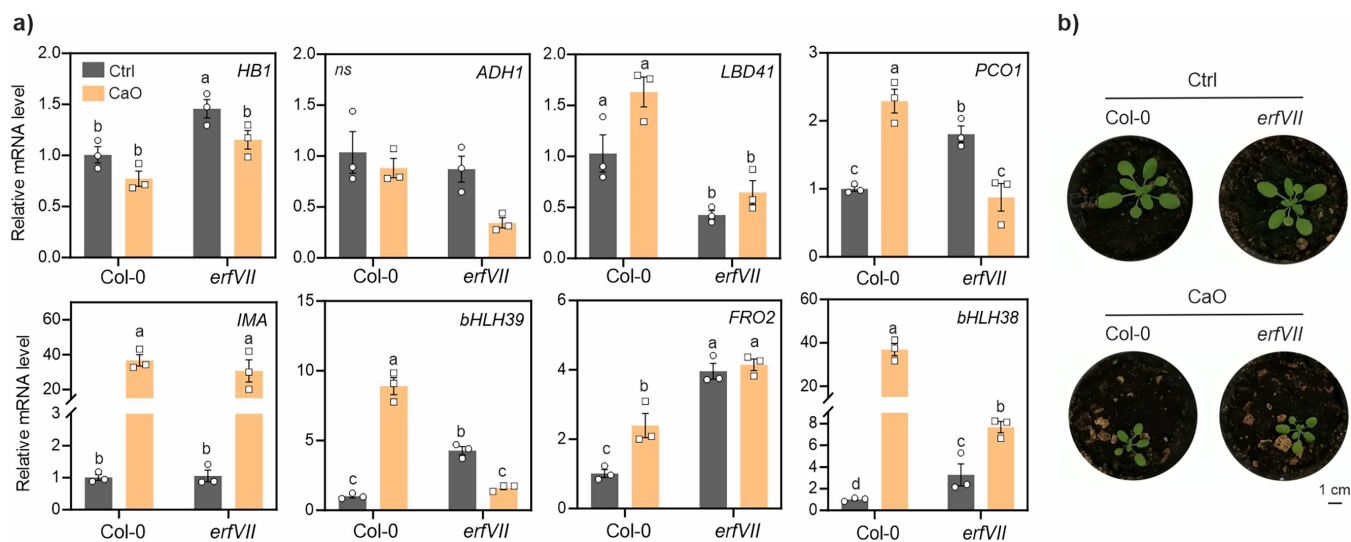 a)
Relative mRNA level
2.0
1.5
1.0
0.5
0.0
Ctrl
CaO
HB1
b
b
a
b
Col-0
erfVII
2.0
1.5
1.0
0.5
0.0
ns
ADH1
Col-0
erfVII
2.0
1.5
1.0
0.5
0.0
LBD41
a
a
b
b
Col-0
erfVII
3
2
1
0
PCO1
c
a
b
c
Col-0
erfVII
Relative mRNA level
60
40
20
3
2
1
0
IMA
b
a
b
a
Col-0
erfVII
15
10
5
0
bHLH39
c
a
b
c
Col-0
erfVII
6
4
2
0
FRO2
c
b
a
a
Col-0
erfVII
60
40
20
8
6
4
2
0
bHLH38
d
a
c
b
Col-0
erfVII
b)
Ctrl
Col-0
erfVII
CaO
Col-0
erfVII
1 cm